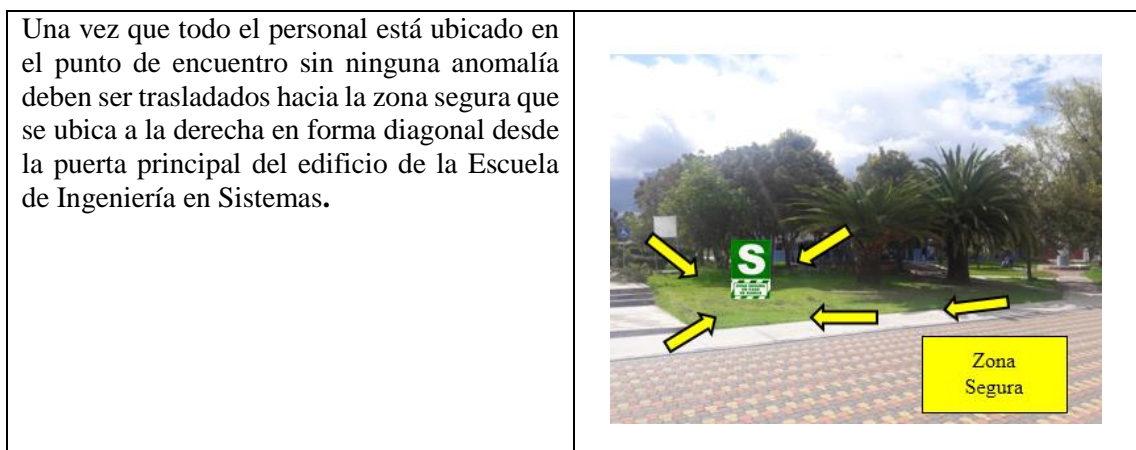 Una vez que todo el personal está ubicado en
el punto de encuentro sin ninguna anomalía
deben ser trasladados hacia la zona segura que
se ubica a la derecha en forma diagonal desde
la puerta principal del edificio de la Escuela
de Ingeniería en Sistemas.
S
Zona
Segura